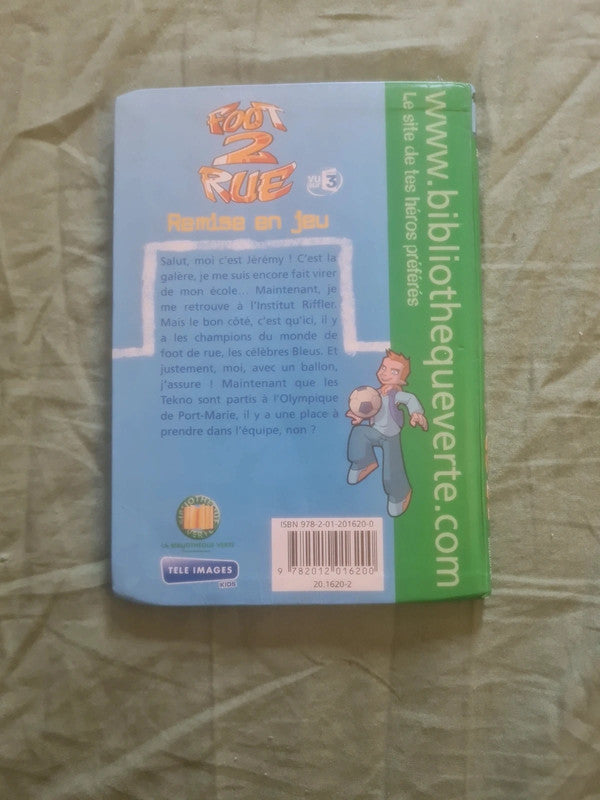 FOOT
2
RUE
vu
sur 3
Remise en jeu
Salut, moi c'est Jérémy ! C'est la
galère, je me suis encore fait virer
de mon école... Maintenant, je
me retrouve à l'Institut Riffler.
Mais le bon côté, c'est qu'ici, il y
a les champions du monde de
foot de rue, les célèbres Bleus. Et
justement, moi, avec un ballon,
j'assure ! Maintenant que les
Tekno sont partis à l'Olympique
de Port-Marie, il y a une place à
prendre dans l'équipe, non ?
www.bibliothequeverte.com
Le site de tes héros préférés
BIBLIOTHEQUE
VERTE
LA BIBLIOTHEQUE VERTE
TELE IMAGES
KIDS
ISBN 978-2-01-201620-0
9 782012 016200
20.1620-2